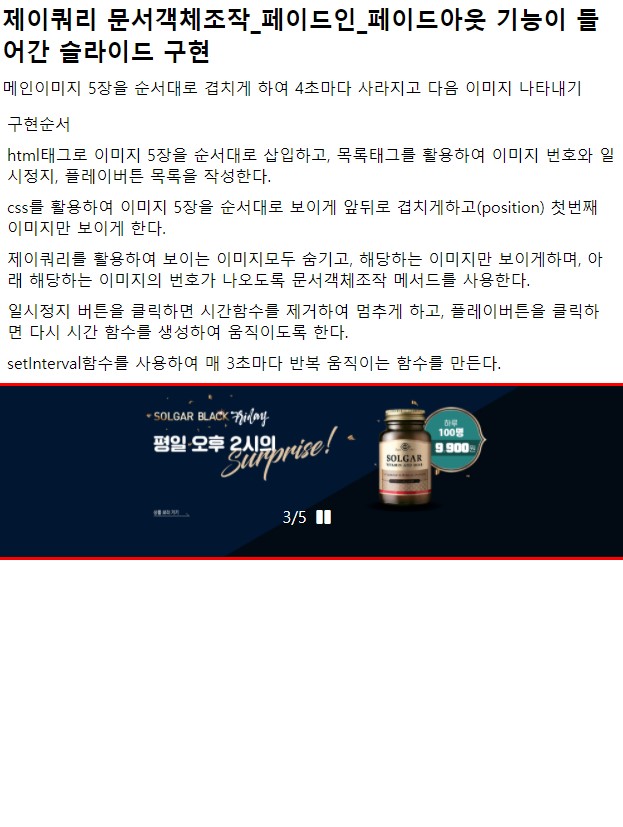 제이쿼리 문서객체조작_페이드인_페이드아웃 기능이 들
어간 슬라이드 구현
메인이미지 5장을 순서대로 겹치게 하여 4초마다 사라지고 다음 이미지 나타내기
구현순서
html태그로 이미지 5장을 순서대로 삽입하고, 목록태그를 활용하여 이미지 번호와 일
시정지, 플레이버튼 목록을 작성한다.
css를 활용하여 이미지 5장을 순서대로 보이게 앞뒤로 겹치게하고(position) 첫번째
이미지만 보이게 한다.
제이쿼리를 활용하여 보이는 이미지모두 숨기고, 해당하는 이미지만 보이게하며, 아
래 해당하는 이미지의 번호가 나오도록 문서객체조작 메서드를 사용한다.
일시정지 버튼을 클릭하면 시간함수를 제거하여 멈추게 하고, 플레이버튼을 클릭하
면 다시 시간 함수를 생성하여 움직이도록 한다.
setInterval함수를 사용하여 매 3초마다 반복 움직이는 함수를 만든다.
SOLGAR BLACK Friday
평일 오후 2시의
Surprise!
하루
100명
9,900원
SOLGAR
3/5